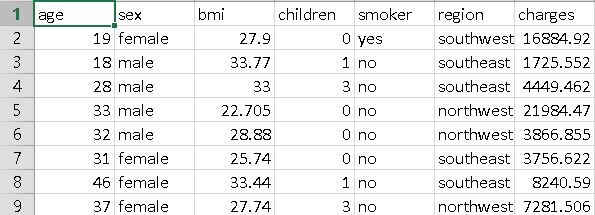 1 age sex bmi children smoker region charges
2 19 female 27.9 0 yes southwest 16884.92
3 18 male 33.77 1 no southeast 1725.552
4 28 male 33 3 no southeast 4449.462
5 33 male 22.705 0 no northwest 21984.47
6 32 male 28.88 0 no northwest 3866.855
7 31 female 25.74 0 no southeast 3756.622
8 46 female 33.44 1 no southeast 8240.59
9 37 female 27.74 3 no northwest 7281.506